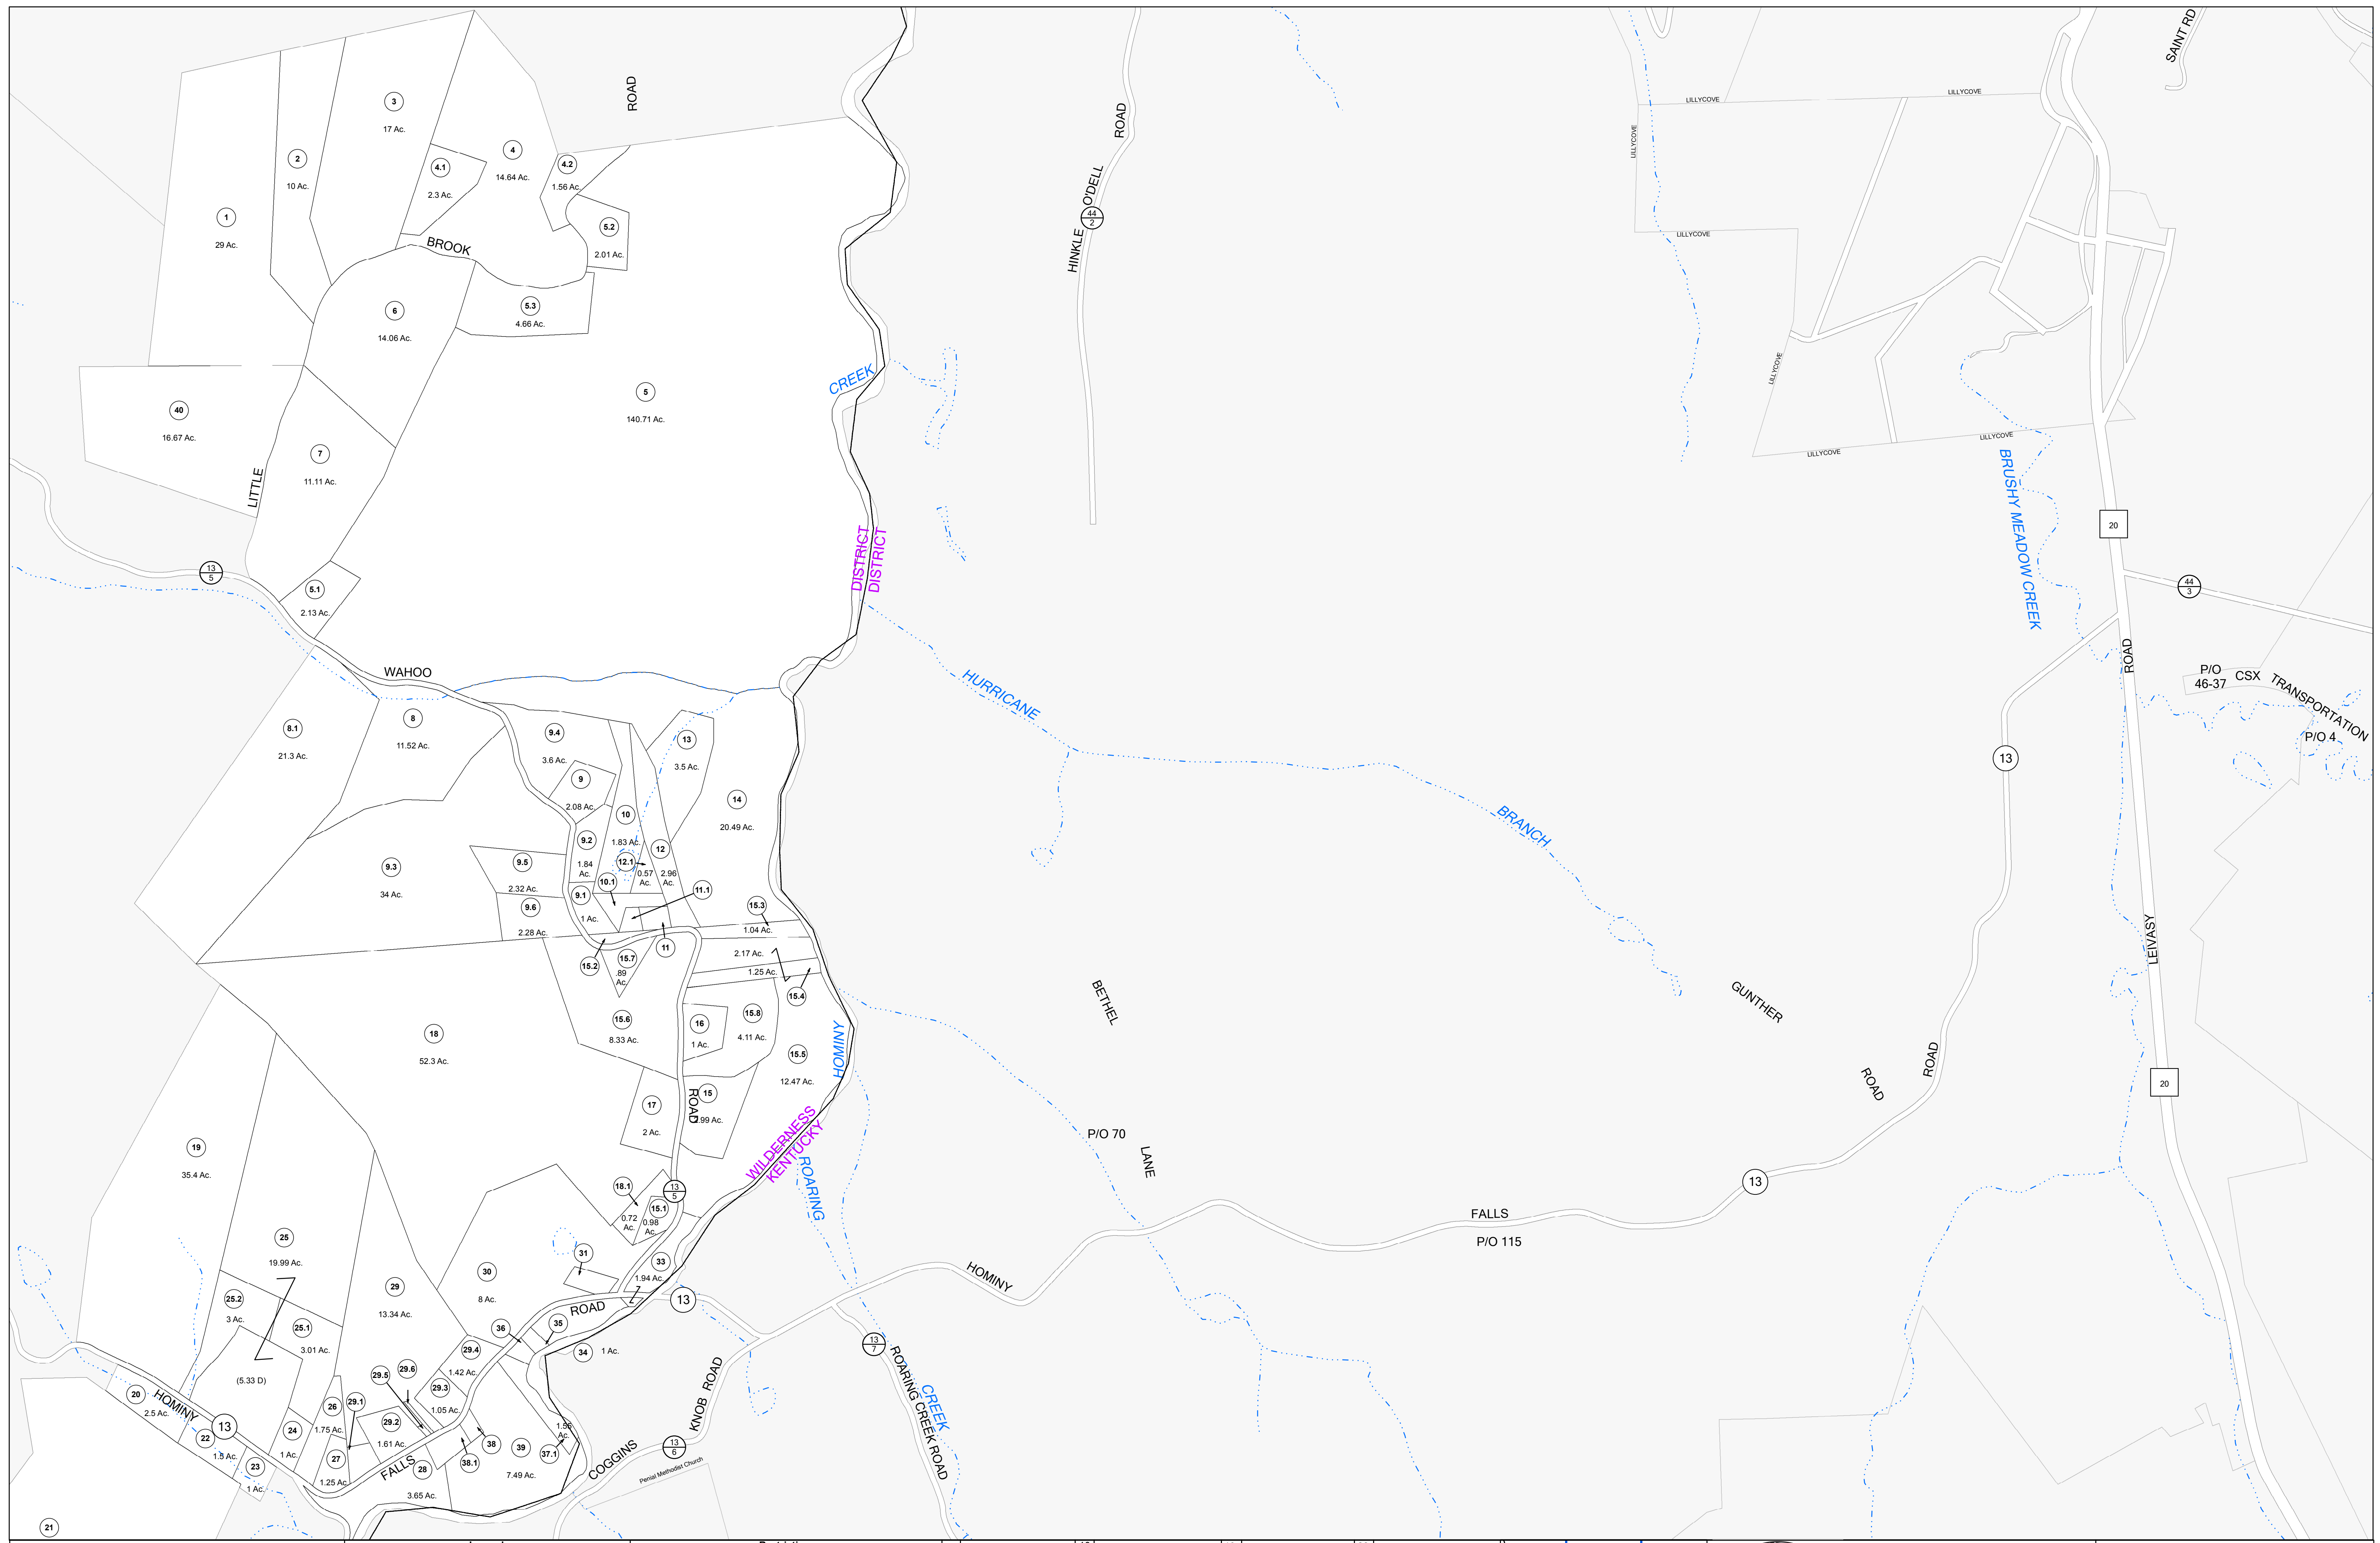 SAINT RD
ROAD
3
17 Ac.
LILLYCOVE
LILLYCOVE
ROAD
LILLYCOVE
2
10 Ac.
4
14.64 Ac.
4.1
2.3 Ac.
4.2
1.56 Ac.
O'DELL
44
2
HINKLE
1
29 Ac.
5.2
2.01 Ac.
LILLYCOVE
BROOK
6
14.06 Ac.
5.3
4.66 Ac.
LILLYCOVE
CREEK
5
140.71 Ac.
40
16.67 Ac.
7
11.11 Ac.
LILLYCOVE
LILLYCOVE
LITTLE
BRUSHY MEADOW CREEK
20
DISTRICT
DISTRICT
13
5
5.1
2.13 Ac.
44
3
ROAD
WAHOO
HURRICANE
P/O
46-37
CSX
TRANSPORTATION
P/O 4
8.1
21.3 Ac.
8
11.52 Ac.
9.4
3.6 Ac.
13
3.5 Ac.
13
9
2.08 Ac.
14
20.49 Ac.
10
1.83 Ac.
BRANCH
9.2
1.84
Ac.
12
12.1
0.57
Ac.
2.96
Ac.
9.3
34 Ac.
9.5
2.32 Ac.
10.1
11.1
9.1
1 Ac.
9.6
2.28 Ac.
15.3
1.04 Ac.
LEIVASY
11
2.17 Ac.
15.7
.89
Ac.
15.2
1.25 Ac.
15.4
BETHEL
GUNTHER
15.6
8.33 Ac.
16
1 Ac.
15.8
4.11 Ac.
18
52.3 Ac.
HOMINY
15.5
12.47 Ac.
ROAD
ROAD
20
17
2 Ac.
ROAD
15
.99 Ac.
WILDERNESS
KENTUCKY
P/O 70
19
35.4 Ac.
LANE
ROARING
13
18.1
0.72
Ac.
13
5
15.1
0.98
Ac.
FALLS
P/O 115
25
19.99 Ac.
31
33
1.94 Ac.
30
8 Ac.
HOMINY
29
13.34 Ac.
25.2
3 Ac.
13
ROAD
25.1
3.01 Ac.
36
35
34
1 Ac.
13
7
29.4
1.42 Ac.
(5.33 D)
29.5
29.6
29.3
1.05 Ac.
KNOB ROAD
ROARING CREEK ROAD
CREEK
20
2.5 Ac.
HOMINY
13
26
1.75 Ac.
29.1
29.2
1.61 Ac.
24
1 Ac.
22
1.5 Ac.
38
39
7.49 Ac.
1.56
Ac.
37.1
13
6
COGGINS
Penial Methodist Church
23
1 Ac.
27
1.25 Ac.
FALLS
28
3.65 Ac.
38.1
21